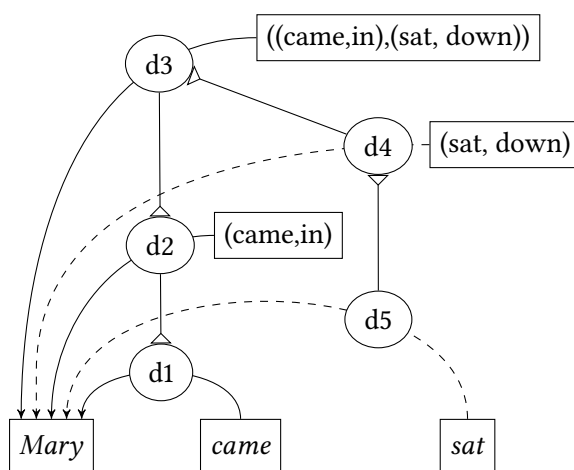 ((came,in),(sat, down))
d3
d4
(sat, down)
d2
(came,in)
d5
d1
Mary
came
sat